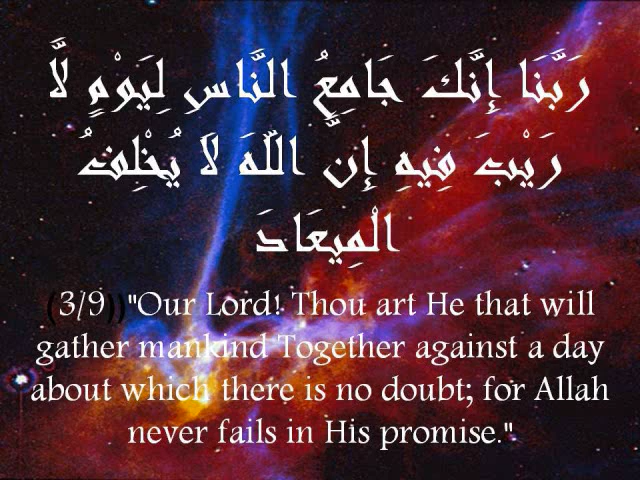 رَبَّنَا إِنَّكَ جَامِعُ النَّاسِ لِيَوْمٍ لَّا
رَيْبَ فِيهِ إِنَّ اللّهَ لاَ يُخْلِفُ
الْمِيعَادَ
(3/9))"Our Lord! Thou art He that will
gather mankind Together against a day
about which there is no doubt; for Allah
never fails in His promise."